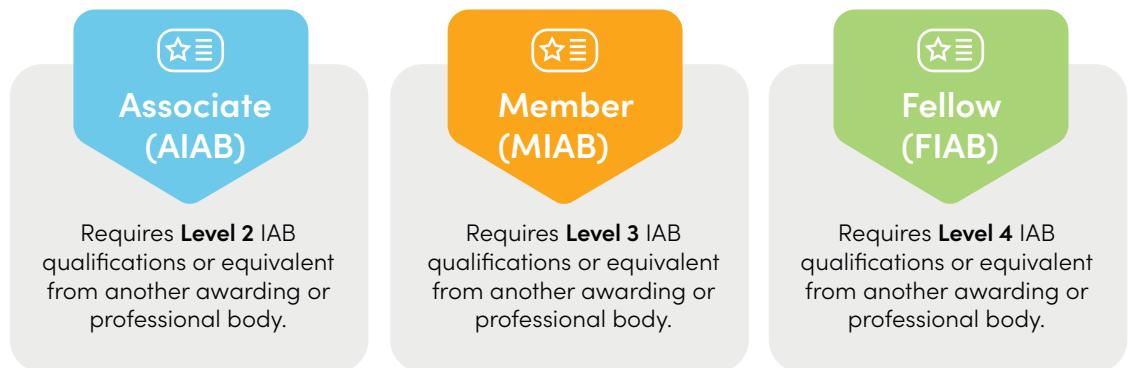 Associate
(AIAB)
Requires Level 2 IAB
qualifications or equivalent
from another awarding or
professional body.
Member
(MIAB)
Requires Level 3 IAB
qualifications or equivalent
from another awarding or
professional body.
Fellow
(FIAB)
Requires Level 4 IAB
qualifications or equivalent
from another awarding or
professional body.